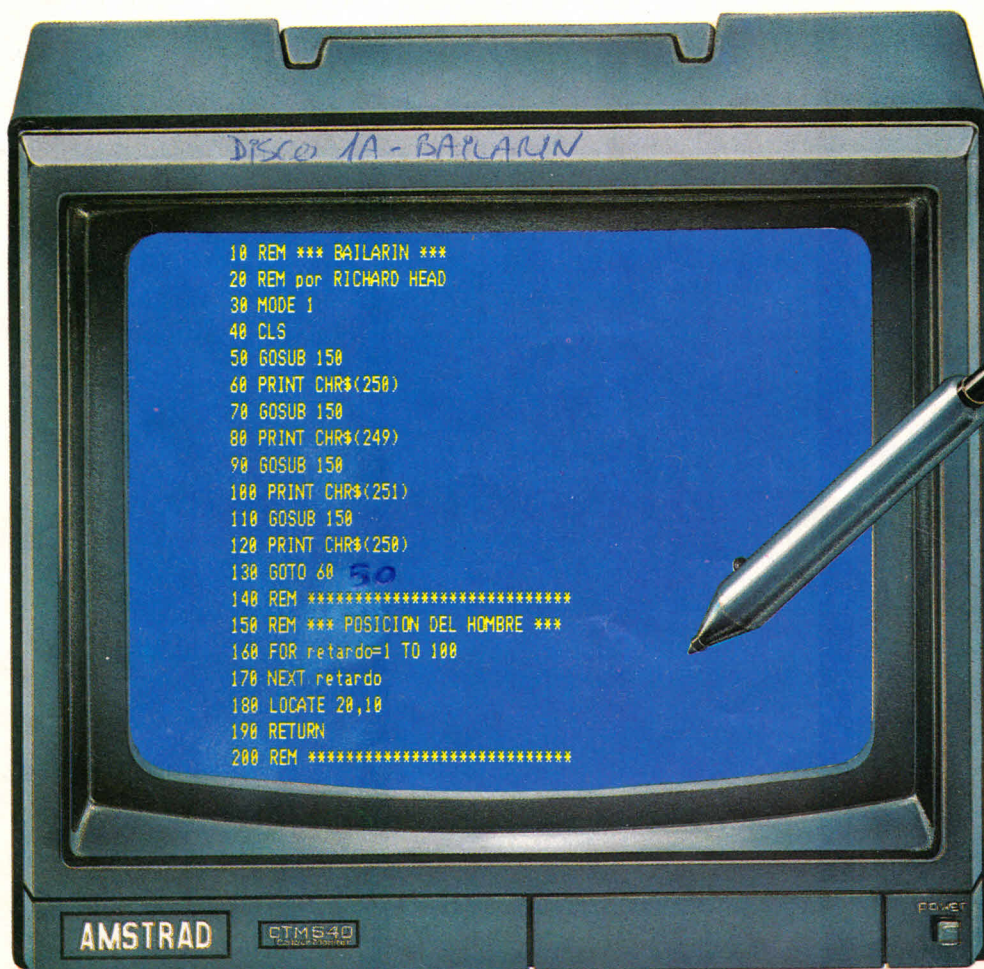 DISCO 1A - BAILARIN
10 REM *** BAILARIN ***
20 REM por RICHARD HEAD
30 MODE 1
40 CLS
50 GOSUB 150
60 PRINT CHR$(250)
70 GOSUB 150
80 PRINT CHR$(249)
90 GOSUB 150
100 PRINT CHR$(251)
110 GOSUB 150
120 PRINT CHR$(250)
130 GOTO 60 50
140 REM ****************************
150 REM *** POSICION DEL HOMBRE ***
160 FOR retardo=1 TO 100
170 NEXT retardo
180 LOCATE 20,10
190 RETURN
200 REM ****************************
POWER
AMSTRAD
CTM640
Colour Monitor